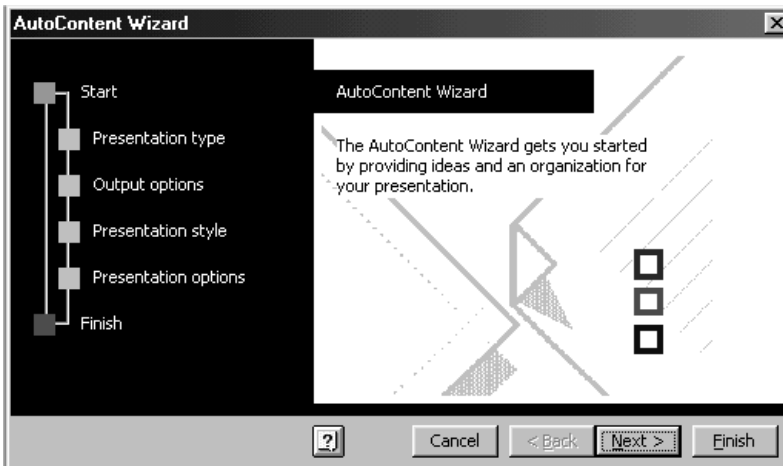 AutoContent Wizard
Start
Presentation type
Output options
Presentation style
Presentation options
Finish
AutoContent Wizard
The AutoContent Wizard gets you started
by providing ideas and an organization for
your presentation.
?
Cancel
< Back
Next >
Finish